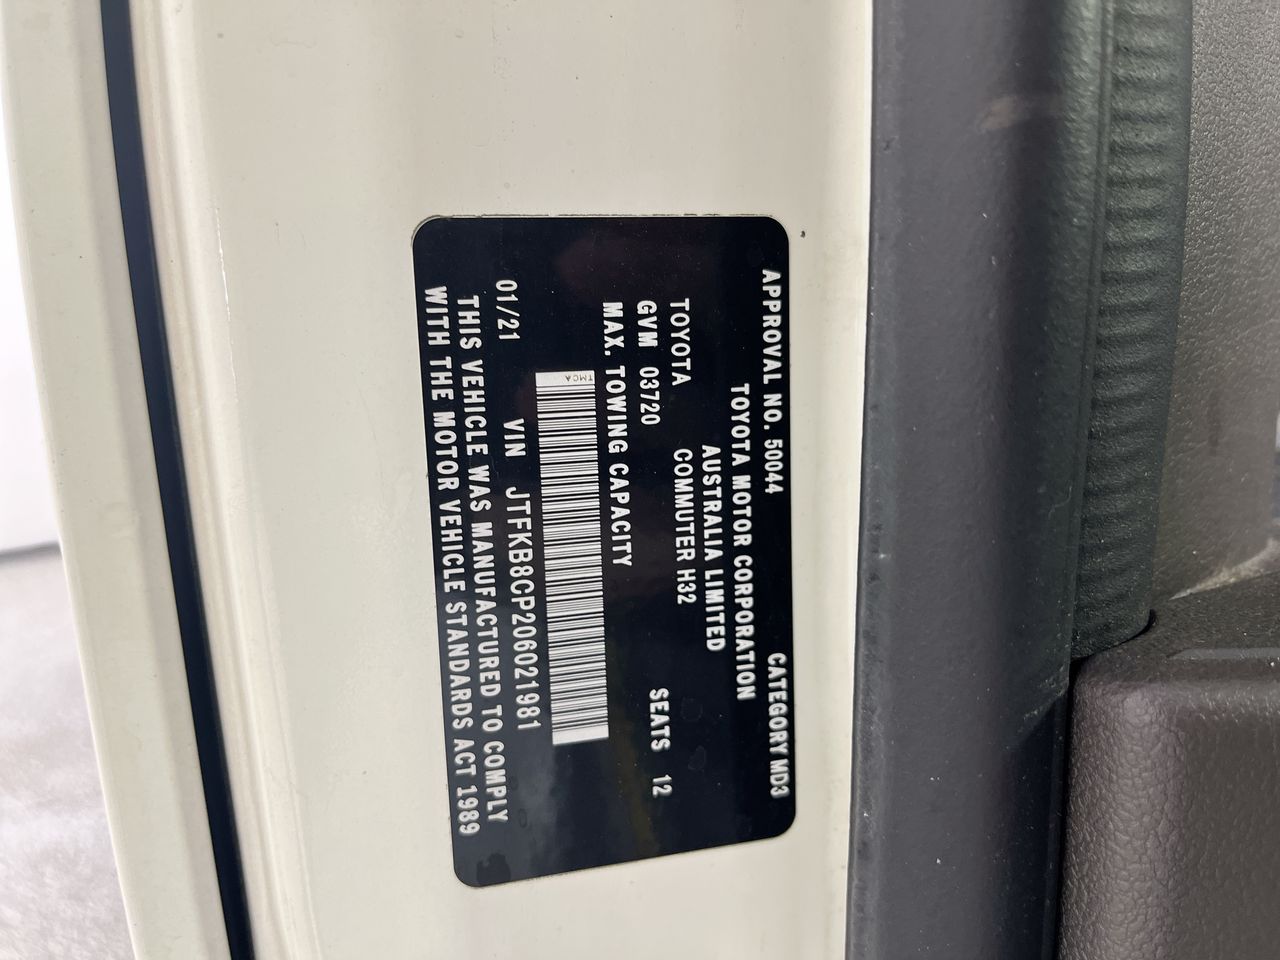 APPROVAL NO. 50044 CATEGORY MD3
TOYOTA MOTOR CORPORATION
AUSTRALIA LIMITED
TOYOTA COMMUTER H32
GVM 03720 SEATS 12
MAX. TOWING CAPACITY
TMCA
01/21 VIN JTFKB8CP206021981
THIS VEHICLE WAS MANUFACTURED TO COMPLY
WITH THE MOTOR VEHICLE STANDARDS ACT 1989